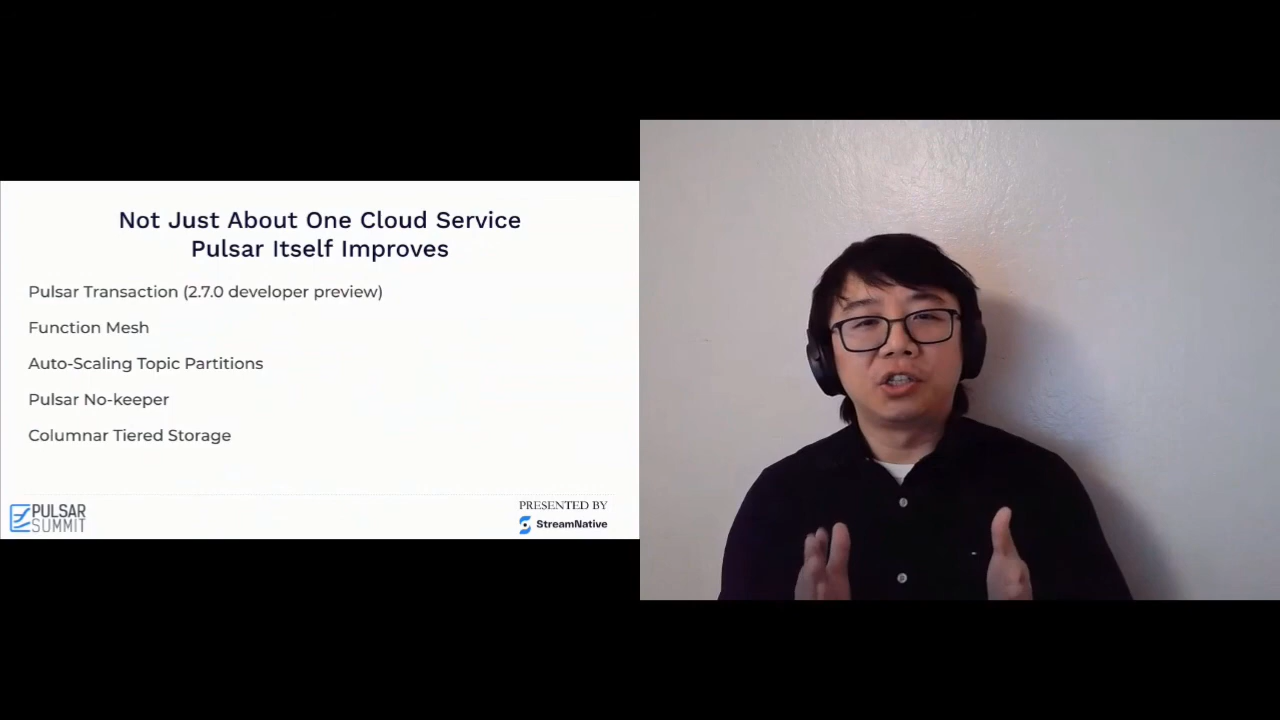 Not Just About One Cloud Service
Pulsar Itself Improves
Pulsar Transaction (2.7.0 developer preview)
Function Mesh
Auto-Scaling Topic Partitions
Pulsar No-keeper
Columnar Tiered Storage
PULSAR
SUMMIT
PRESENTED BY
StreamNative